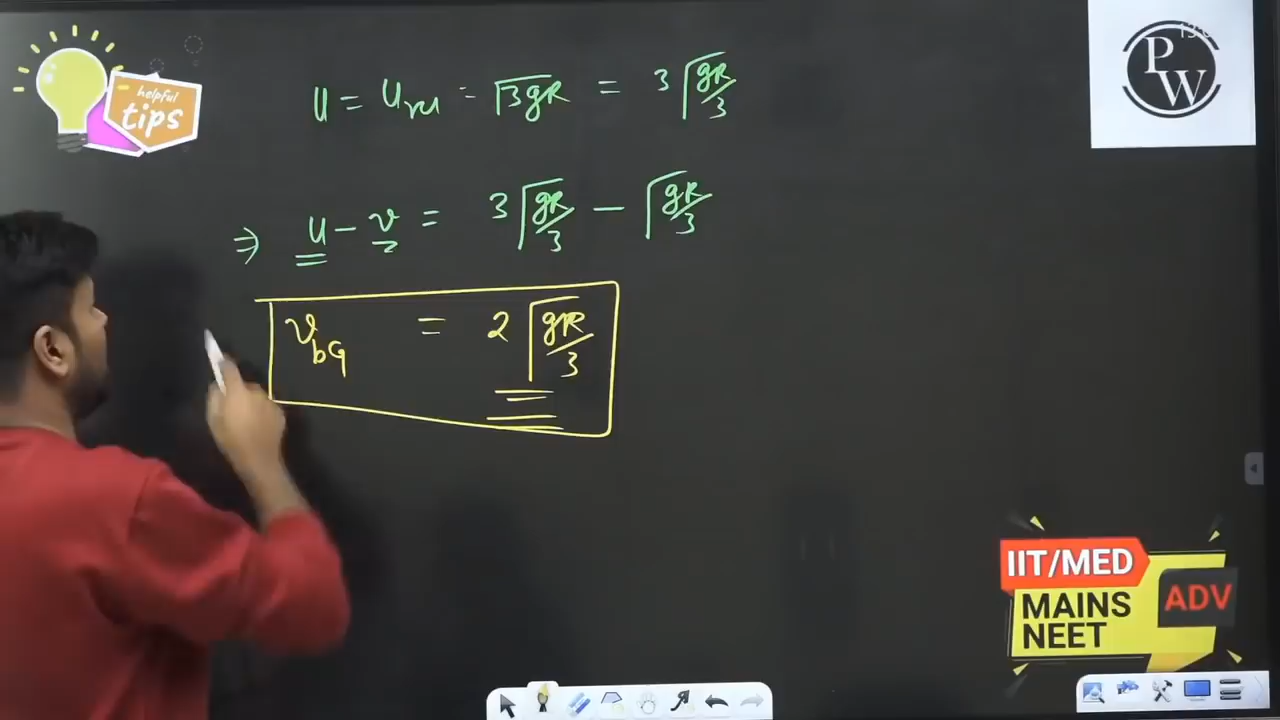 helpful
tips
PW
u = u_rel = √3gR = 3√(gR/3)
⇒ u - v = 3√(gR/3) - √(gR/3)
v_bG = 2√(gR/3)
IIT/MED
MAINS
NEET
ADV